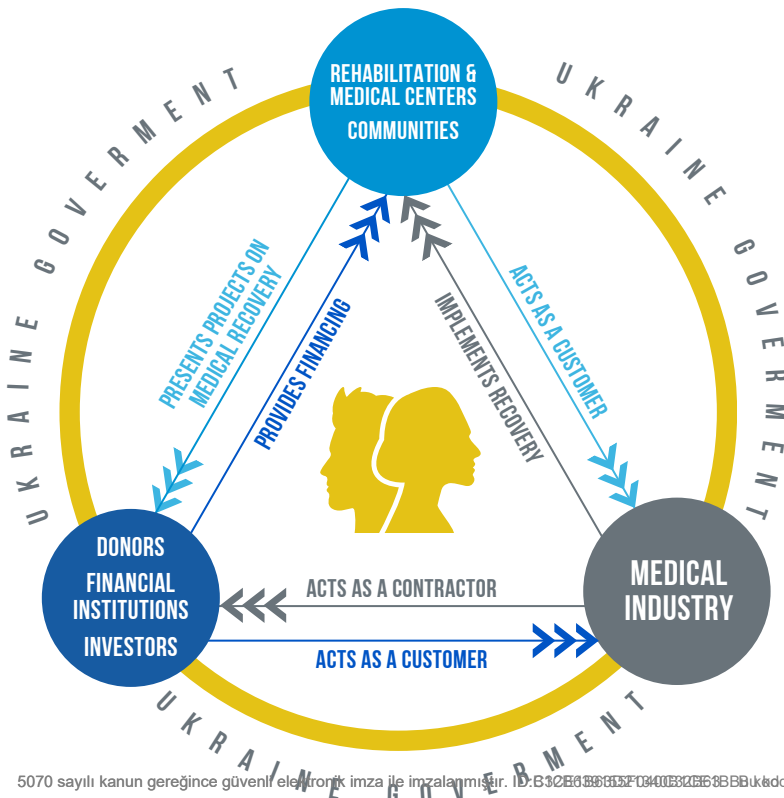 REHABILITATION &
MEDICAL CENTERS
COMMUNITIES
UKRAINE GOVERMENT
UKRAINE GOVERMENT
PRESENTS PROJECTS ON
MEDICAL RECOVERY
PROVIDES FINANCING
IMPLEMENTS RECOVERY
ACTS AS A CUSTOMER
DONORS
FINANCIAL
INSTITUTIONS
INVESTORS
MEDICAL
INDUSTRY
ACTS AS A CONTRACTOR
ACTS AS A CUSTOMER
UKRAINE GOVERMENT
5070 sayılı kanun gereğince güvenli elektronik imza ile imzalanmıştır.